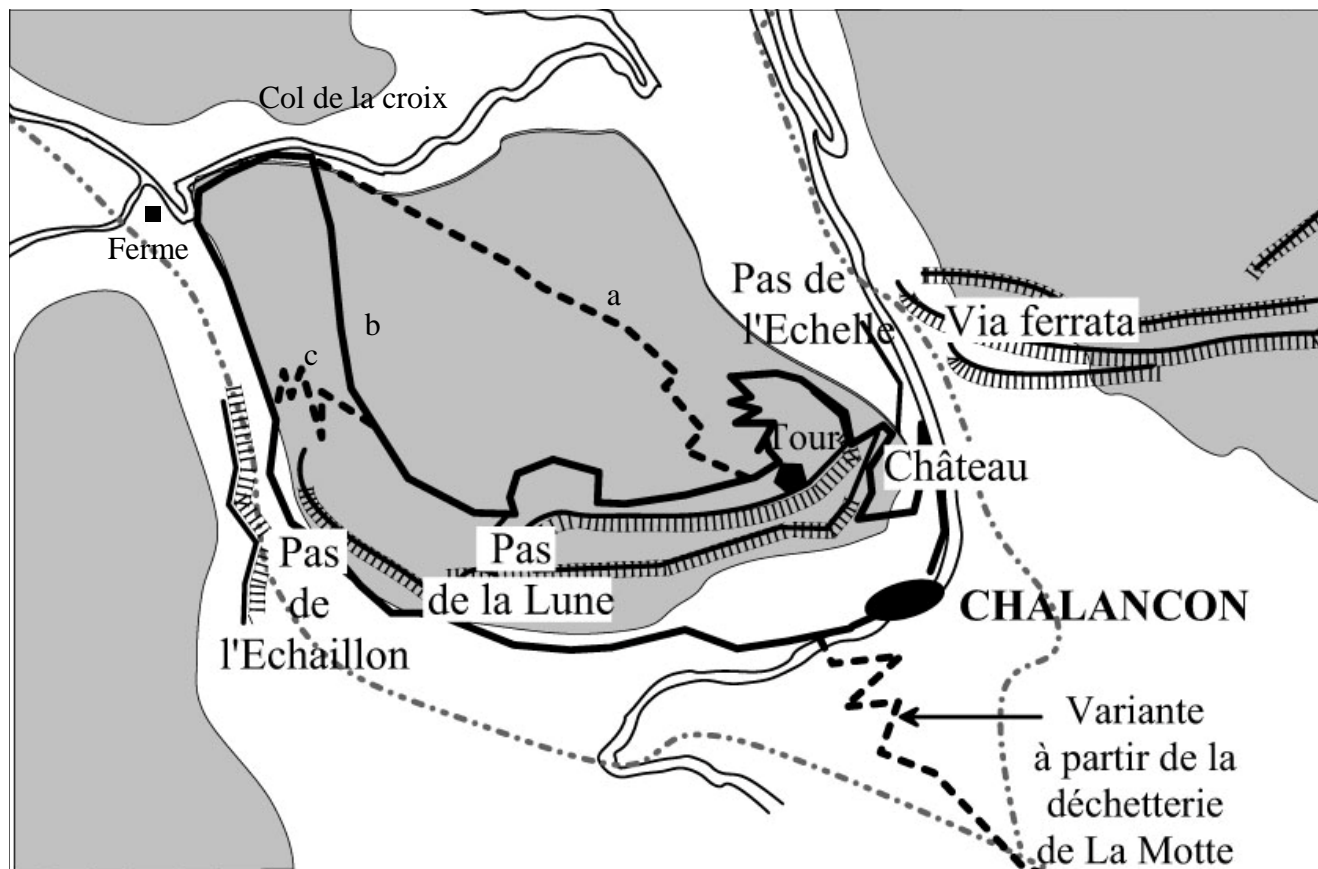 Col de la croix
Ferme
a
b
c
Pas de
l'Echelle
Via ferrata
Tour
Château
Pas
de
l'Echaillon
Pas
de la Lune
CHALANCON
Variante
à partir de la
déchetterie
de La Motte